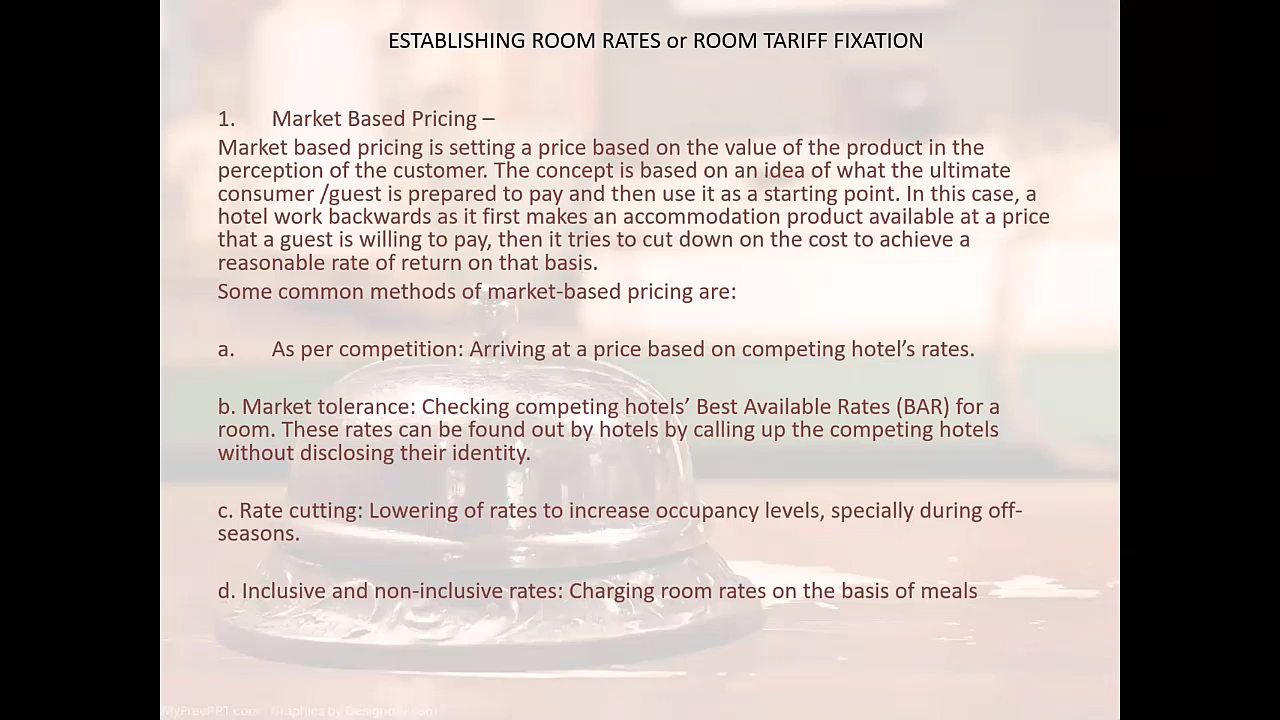 ESTABLISHING ROOM RATES or ROOM TARIFF FIXATION
1. Market Based Pricing –
Market based pricing is setting a price based on the value of the product in the
perception of the customer. The concept is based on an idea of what the ultimate
consumer /guest is prepared to pay and then use it as a starting point. In this case, a
hotel work backwards as it first makes an accommodation product available at a price
that a guest is willing to pay, then it tries to cut down on the cost to achieve a
reasonable rate of return on that basis.
Some common methods of market-based pricing are:
a. As per competition: Arriving at a price based on competing hotel’s rates.
b. Market tolerance: Checking competing hotels’ Best Available Rates (BAR) for a
room. These rates can be found out by hotels by calling up the competing hotels
without disclosing their identity.
c. Rate cutting: Lowering of rates to increase occupancy levels, specially during off-
seasons.
d. Inclusive and non-inclusive rates: Charging room rates on the basis of meals
MyFreePPT.com - Graphics by